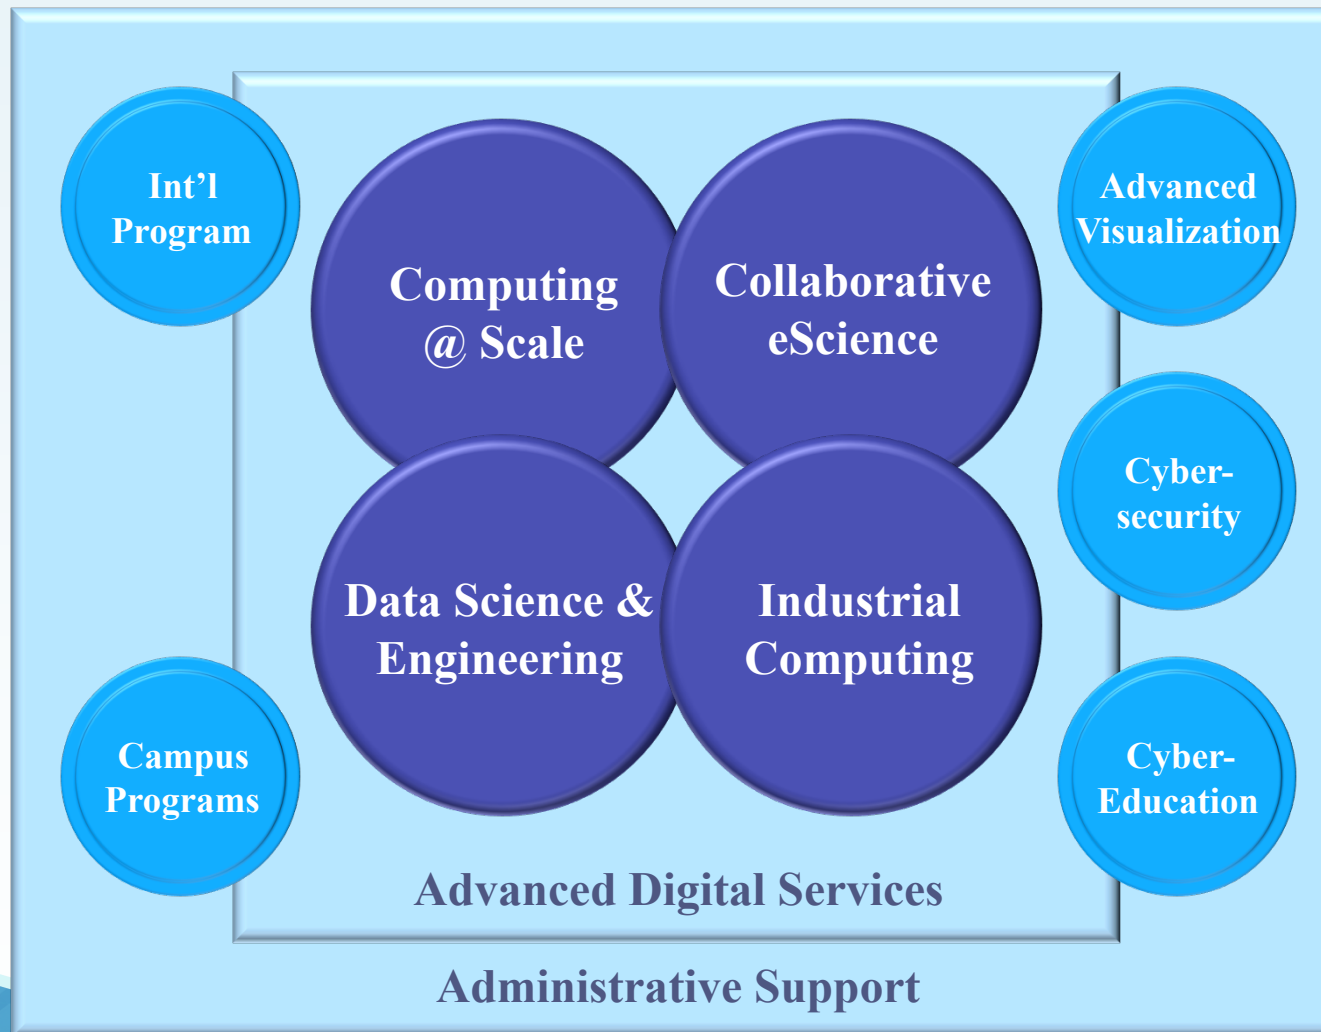 Int’l
Program
Computing
@ Scale
Collaborative
eScience
Advanced
Visualization
Cyber-
security
Data Science &
Engineering
Industrial
Computing
Campus
Programs
Cyber-
Education
Advanced Digital Services
Administrative Support